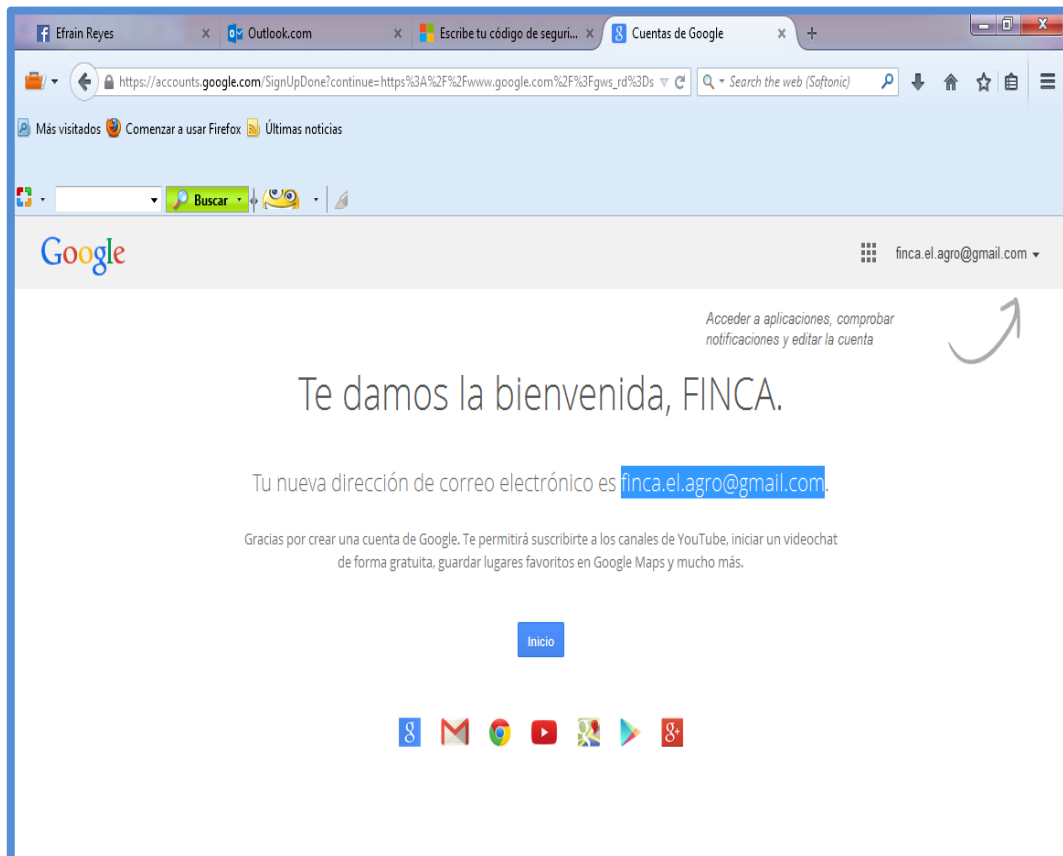 Efrain Reyes
Outlook.com
Escribe tu código de seguri...
Cuentas de Google
https://accounts.google.com/SignUpDone?continue=https%3A%2F%2Fwww.google.com%2F%3Fgws_rd%3Ds
Search the web (Softonic)
Más visitados
Comenzar a usar Firefox
Últimas noticias
Buscar
Google
finca.el.agro@gmail.com
Acceder a aplicaciones, comprobar
notificaciones y editar la cuenta
Te damos la bienvenida, FINCA.
Tu nueva dirección de correo electrónico es finca.el.agro@gmail.com.
Gracias por crear una cuenta de Google. Te permitirá suscribirte a los canales de YouTube, iniciar un videochat
de forma gratuita, guardar lugares favoritos en Google Maps y mucho más.
Inicio